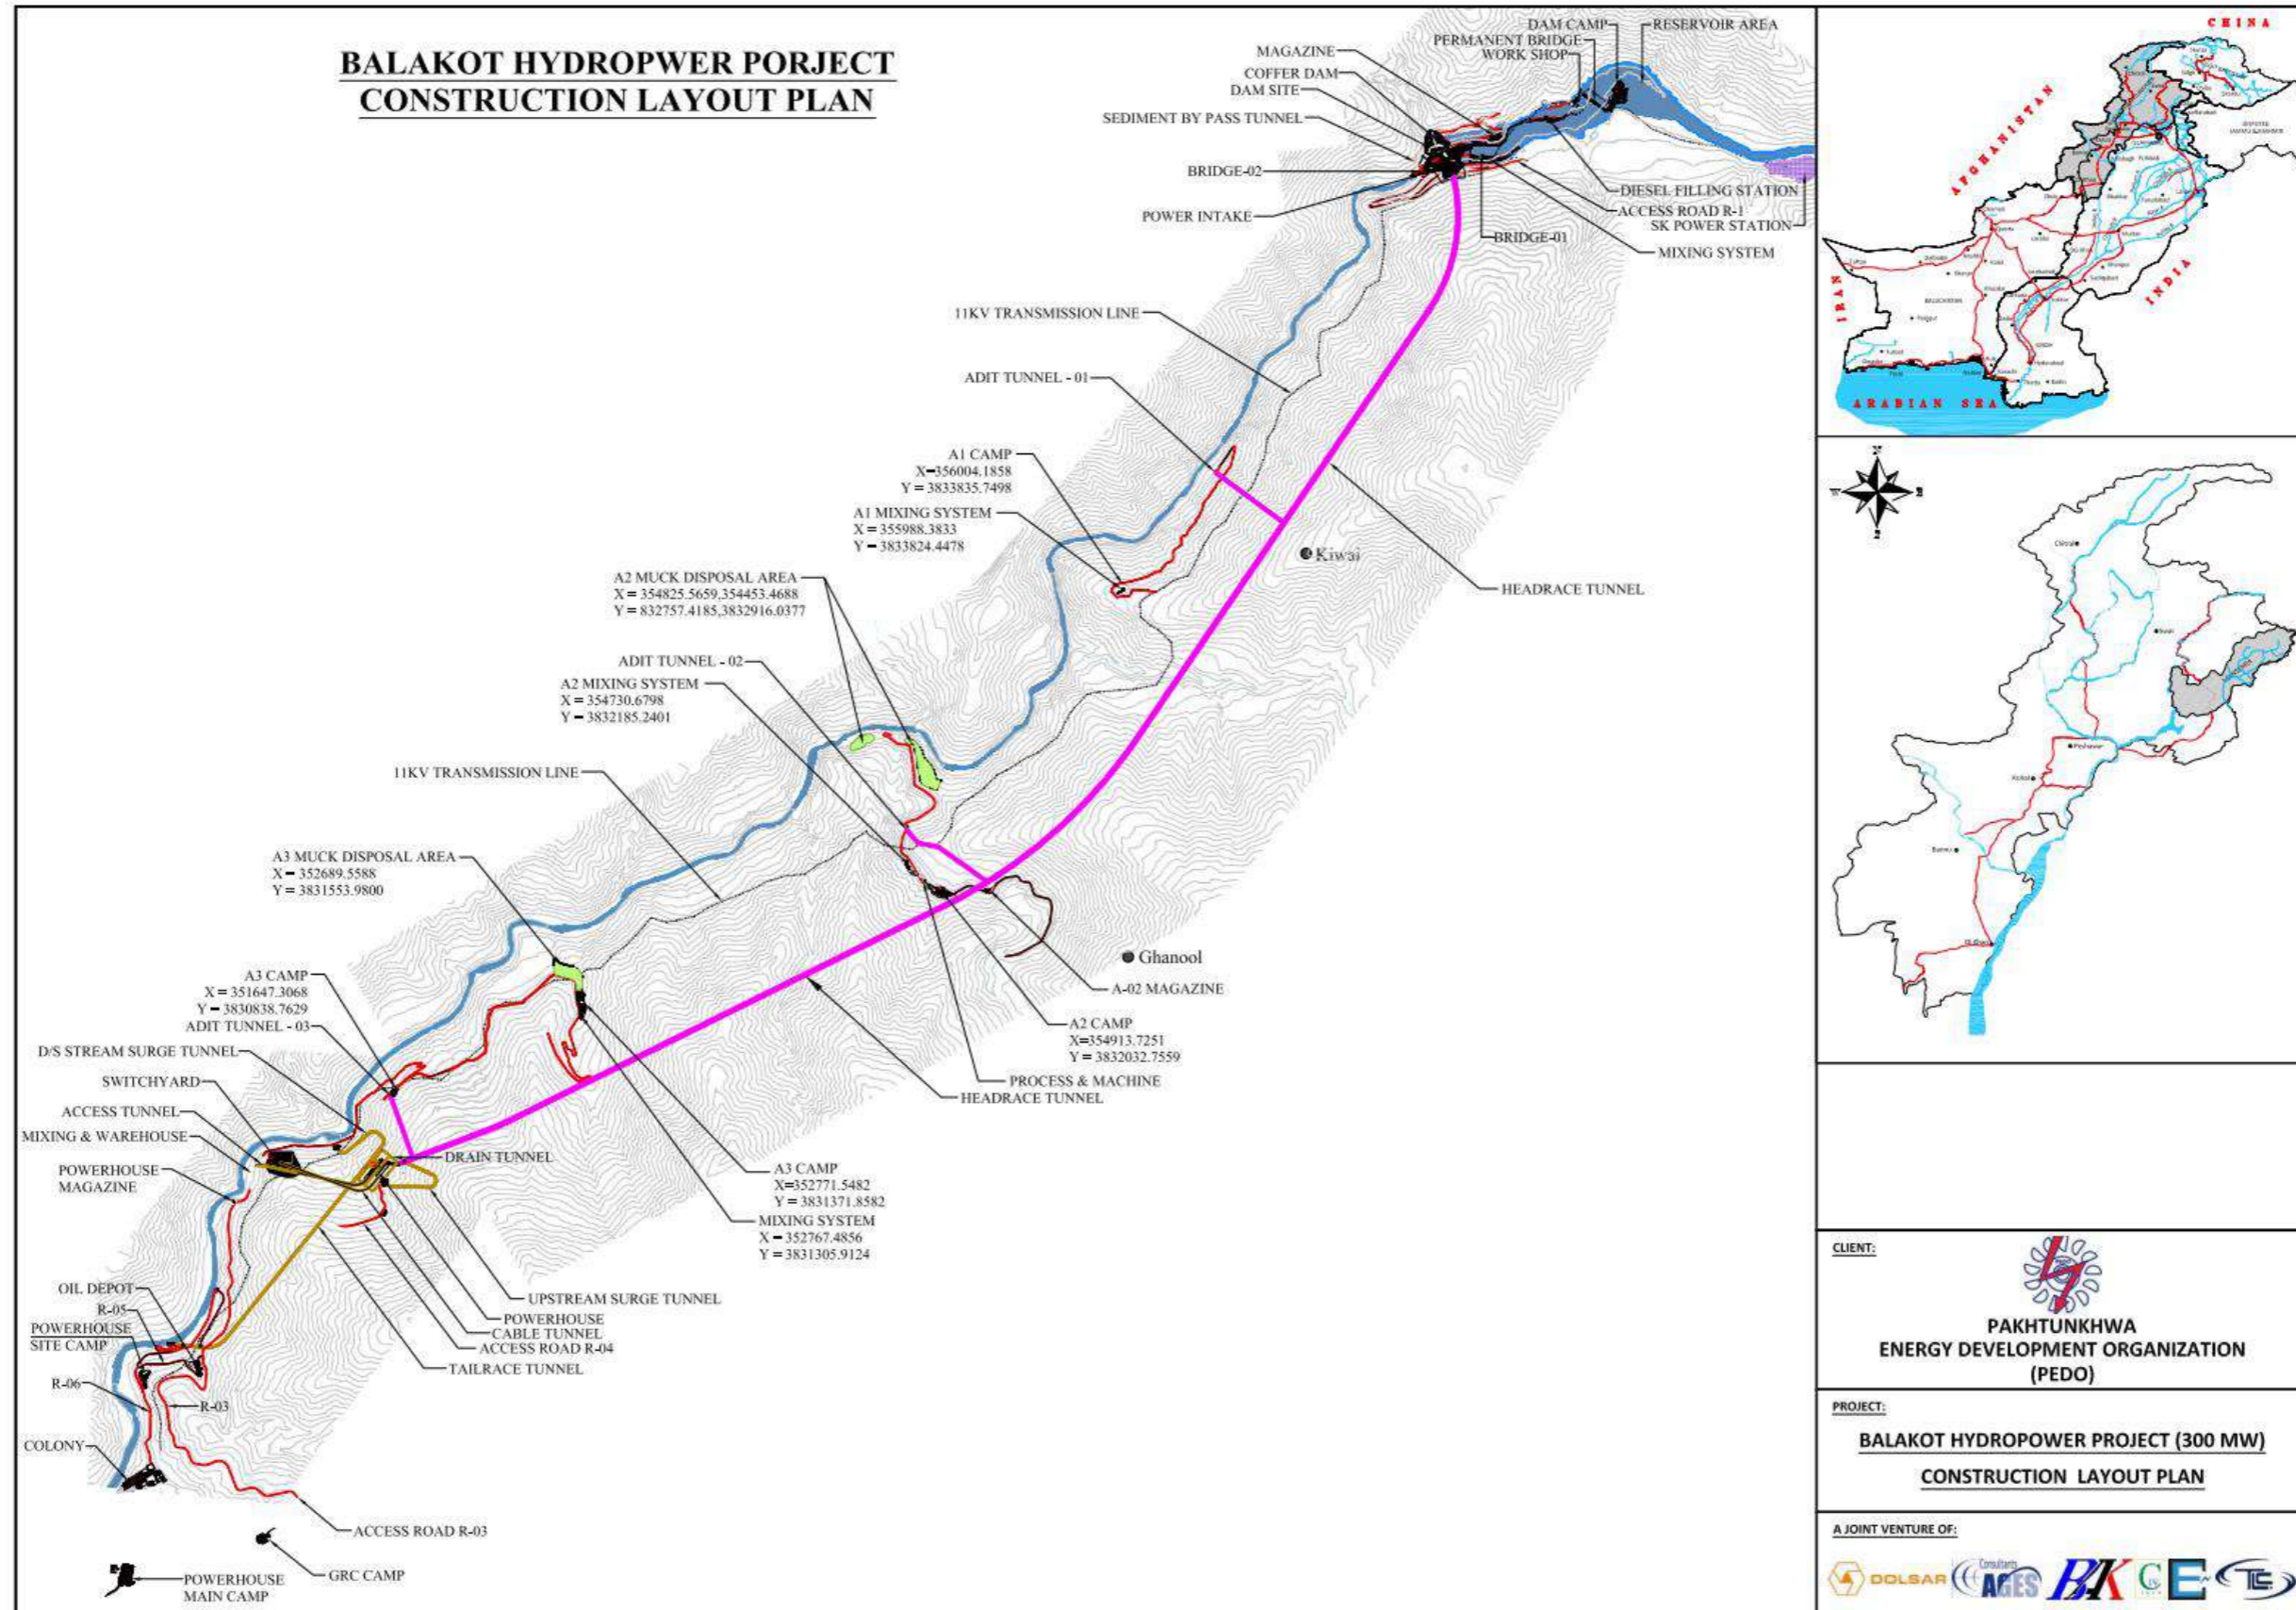 BALAKOT HYDROPWER PORJECT
CONSTRUCTION LAYOUT PLAN
DAM CAMP
RESERVOIR AREA
PERMANENT BRIDGE
WORK SHOP
MAGAZINE
COFFER DAM
DAM SITE
SEDIMENT BY PASS TUNNEL
BRIDGE-02
POWER INTAKE
DIESEL FILLING STATION
ACCESS ROAD R-1
SK POWER STATION
BRIDGE-01
MIXING SYSTEM
11KV TRANSMISSION LINE
ADIT TUNNEL - 01
A1 CAMP
X=356004.1858
Y = 3833835.7498
A1 MIXING SYSTEM
X = 355988.3833
Y = 3833824.4478
Kiwai
HEADRACE TUNNEL
A2 MUCK DISPOSAL AREA
X = 354825.5659,354453.4688
Y = 832757.4185,3832916.0377
ADIT TUNNEL - 02
A2 MIXING SYSTEM
X = 354730.6798
Y = 3832185.2401
11KV TRANSMISSION LINE
A3 MUCK DISPOSAL AREA
X = 352689.5588
Y = 3831553.9800
Ghanool
A-02 MAGAZINE
A2 CAMP
X=354913.7251
Y = 3832032.7559
PROCESS & MACHINE
HEADRACE TUNNEL
A3 CAMP
X = 351647.3068
Y = 3830838.7629
ADIT TUNNEL - 03
D/S STREAM SURGE TUNNEL
SWITCHYARD
ACCESS TUNNEL
MIXING & WAREHOUSE
POWERHOUSE
MAGAZINE
DRAIN TUNNEL
A3 CAMP
X=352771.5482
Y = 3831371.8582
MIXING SYSTEM
X = 352767.4856
Y = 3831305.9124
UPSTREAM SURGE TUNNEL
POWERHOUSE
CABLE TUNNEL
ACCESS ROAD R-04
TAILRACE TUNNEL
OIL DEPOT
R-05
POWERHOUSE
SITE CAMP
R-06
R-03
COLONY
ACCESS ROAD R-03
GRC CAMP
POWERHOUSE
MAIN CAMP
CHINA
AFGHANISTAN
IRAN
INDIA
ARABIAN SEA
BALUCHISTAN
N
Chitral
Peshawar
Kohat
Bannu
CLIENT:
PAKHTUNKHWA
ENERGY DEVELOPMENT ORGANIZATION
(PEDO)
PROJECT:
BALAKOT HYDROPOWER PROJECT (300 MW)
CONSTRUCTION LAYOUT PLAN
A JOINT VENTURE OF:
DOLSAR
Consultants
AGES
BAK